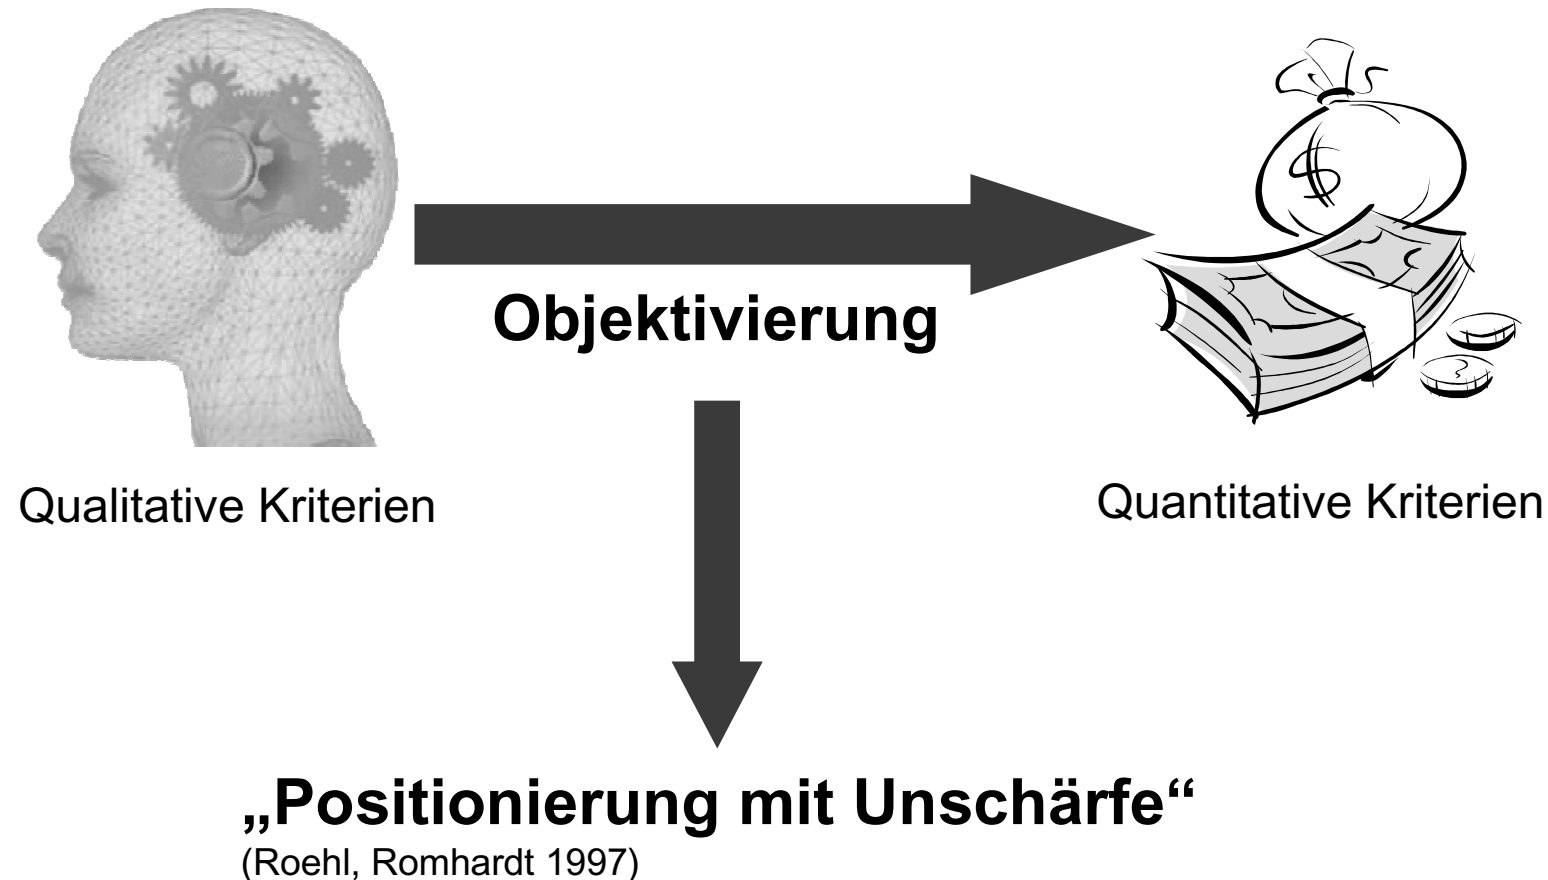 Objektivierung
Qualitative Kriterien
Quantitative Kriterien
„Positionierung mit Unschärfe“
(Roehl, Romhardt 1997)